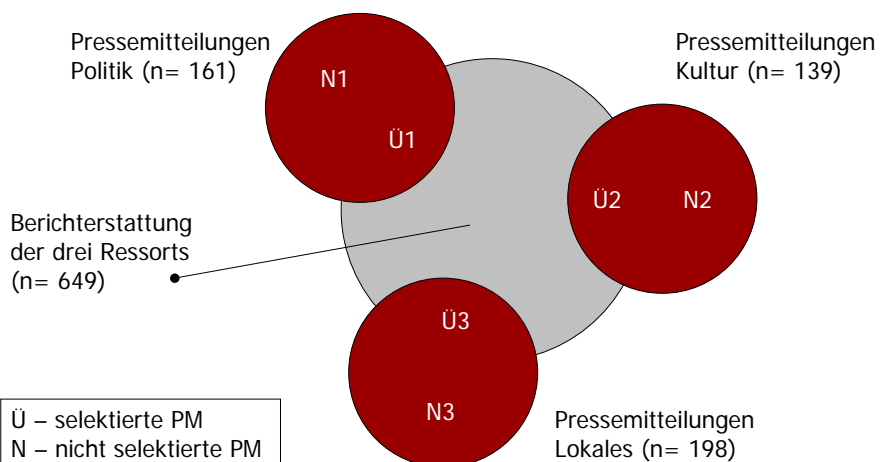 Pressemitteilungen
Politik (n= 161)
N1
Ü1
Pressemitteilungen
Kultur (n= 139)
Ü2
N2
Berichterstattung
der drei Ressorts
(n= 649)
Ü3
N3
Ü – selektierte PM
N – nicht selektierte PM
Pressemitteilungen
Lokales (n= 198)